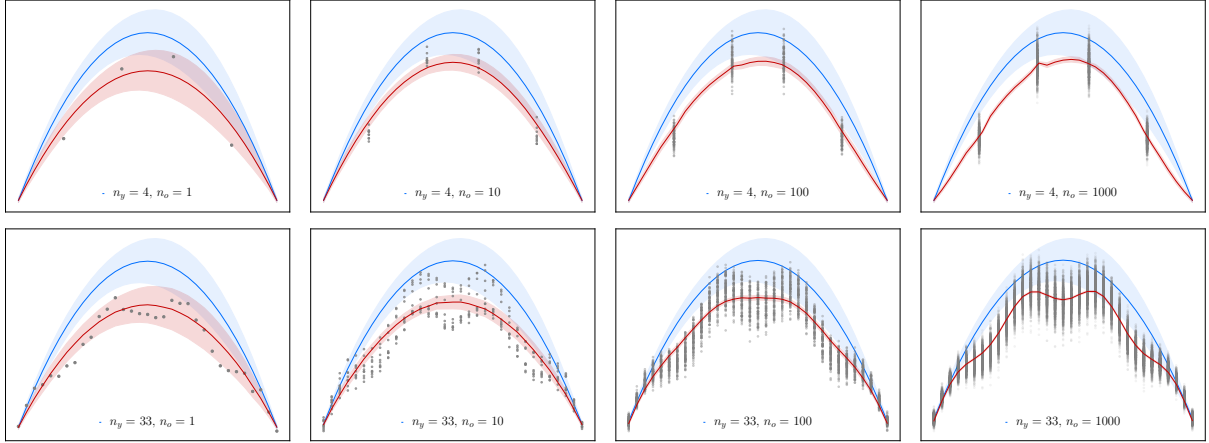 - n_y = 4, n_o = 1
- n_y = 4, n_o = 10
- n_y = 4, n_o = 100
- n_y = 4, n_o = 1000
- n_y = 33, n_o = 1
- n_y = 33, n_o = 10
- n_y = 33, n_o = 100
- n_y = 33, n_o = 1000